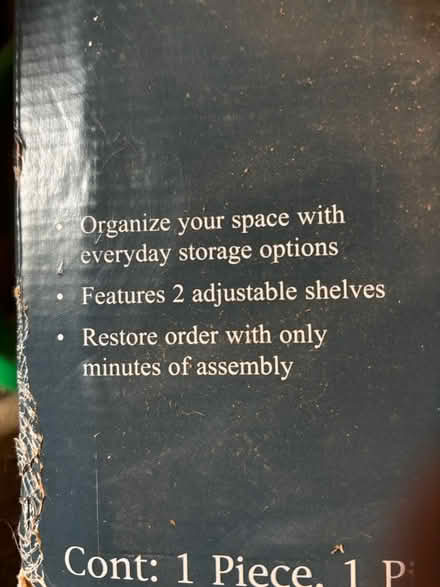 • Organize your space with
everyday storage options
• Features 2 adjustable shelves
• Restore order with only
minutes of assembly
Cont: 1 Piece, 1